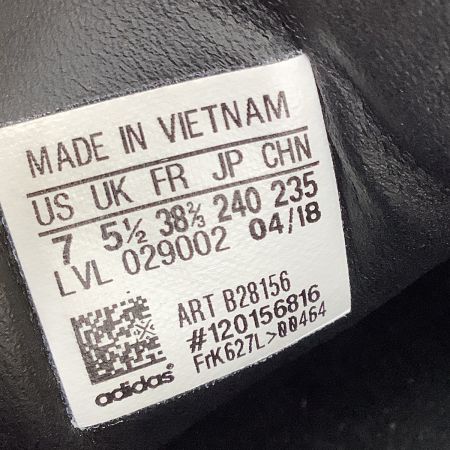 MADE IN VIETNAM
US UK FR JP CHN
7 5½ 38⅔ 240 235
LVL 029002 04/18
ART B28156
#120156816
FrK627L>00464
adidas